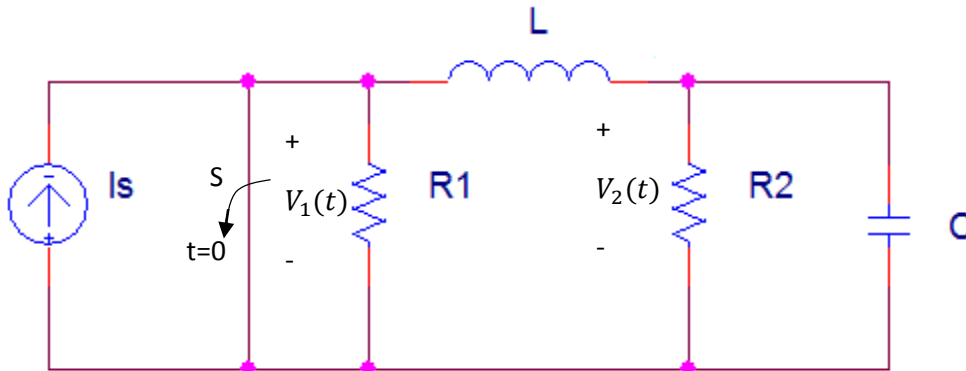 L
+
+
S
Is
V₁(t)
R1
V₂(t)
R2
t=0
-
-